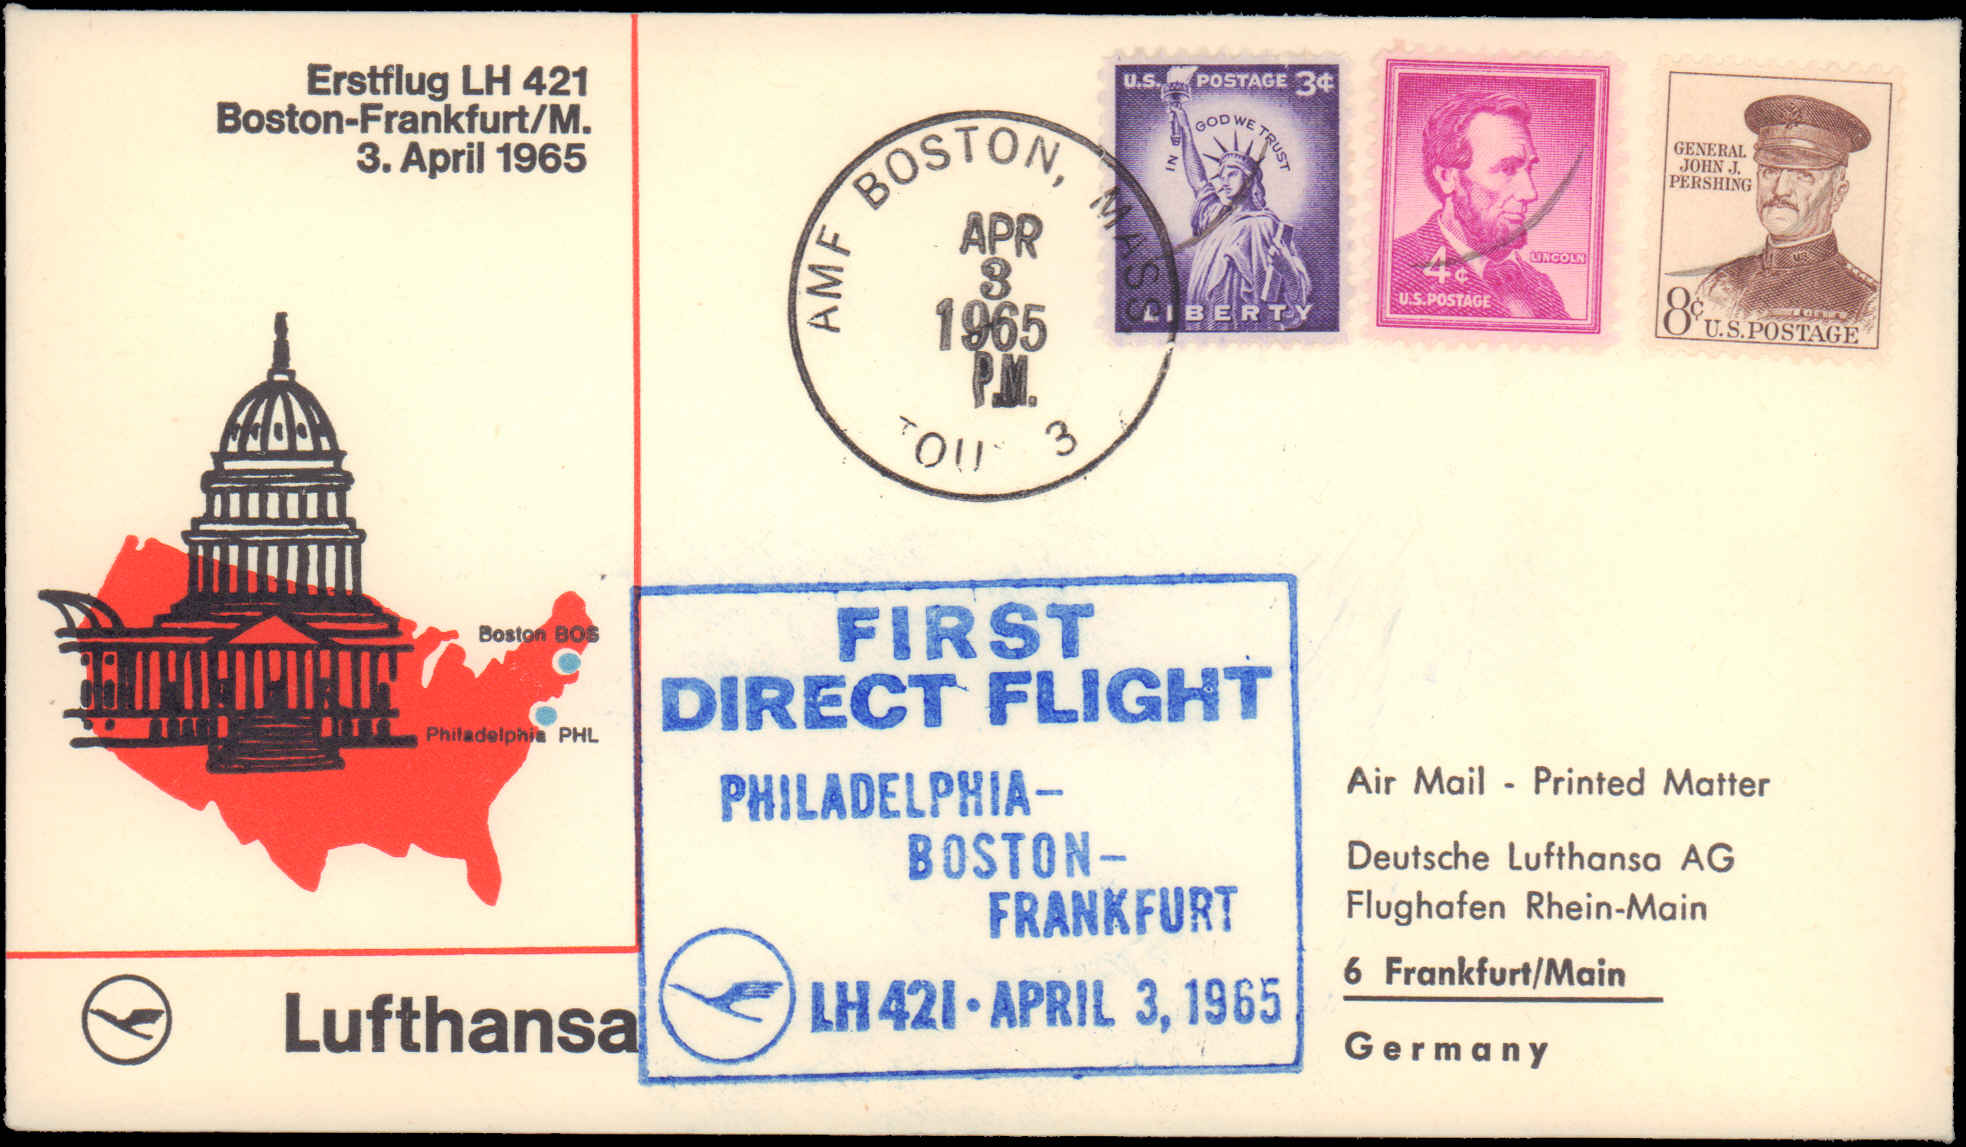 Erstflug LH 421
Boston-Frankfurt/M.
3. April 1965
AMF BOSTON, MASS.
APR
3
1965
P.M.
3
U.S. POSTAGE 3¢
IN GOD WE TRUST
LIBERTY
4¢
LINCOLN
U.S. POSTAGE
GENERAL
JOHN J.
PERSHING
8¢ U.S. POSTAGE
Boston BOS
Philadelphia PHL
FIRST
DIRECT FLIGHT
PHILADELPHIA–
BOSTON–
FRANKFURT
LH 421 · APRIL 3, 1965
Lufthansa
Air Mail - Printed Matter
Deutsche Lufthansa AG
Flughafen Rhein-Main
6 Frankfurt/Main
Germany